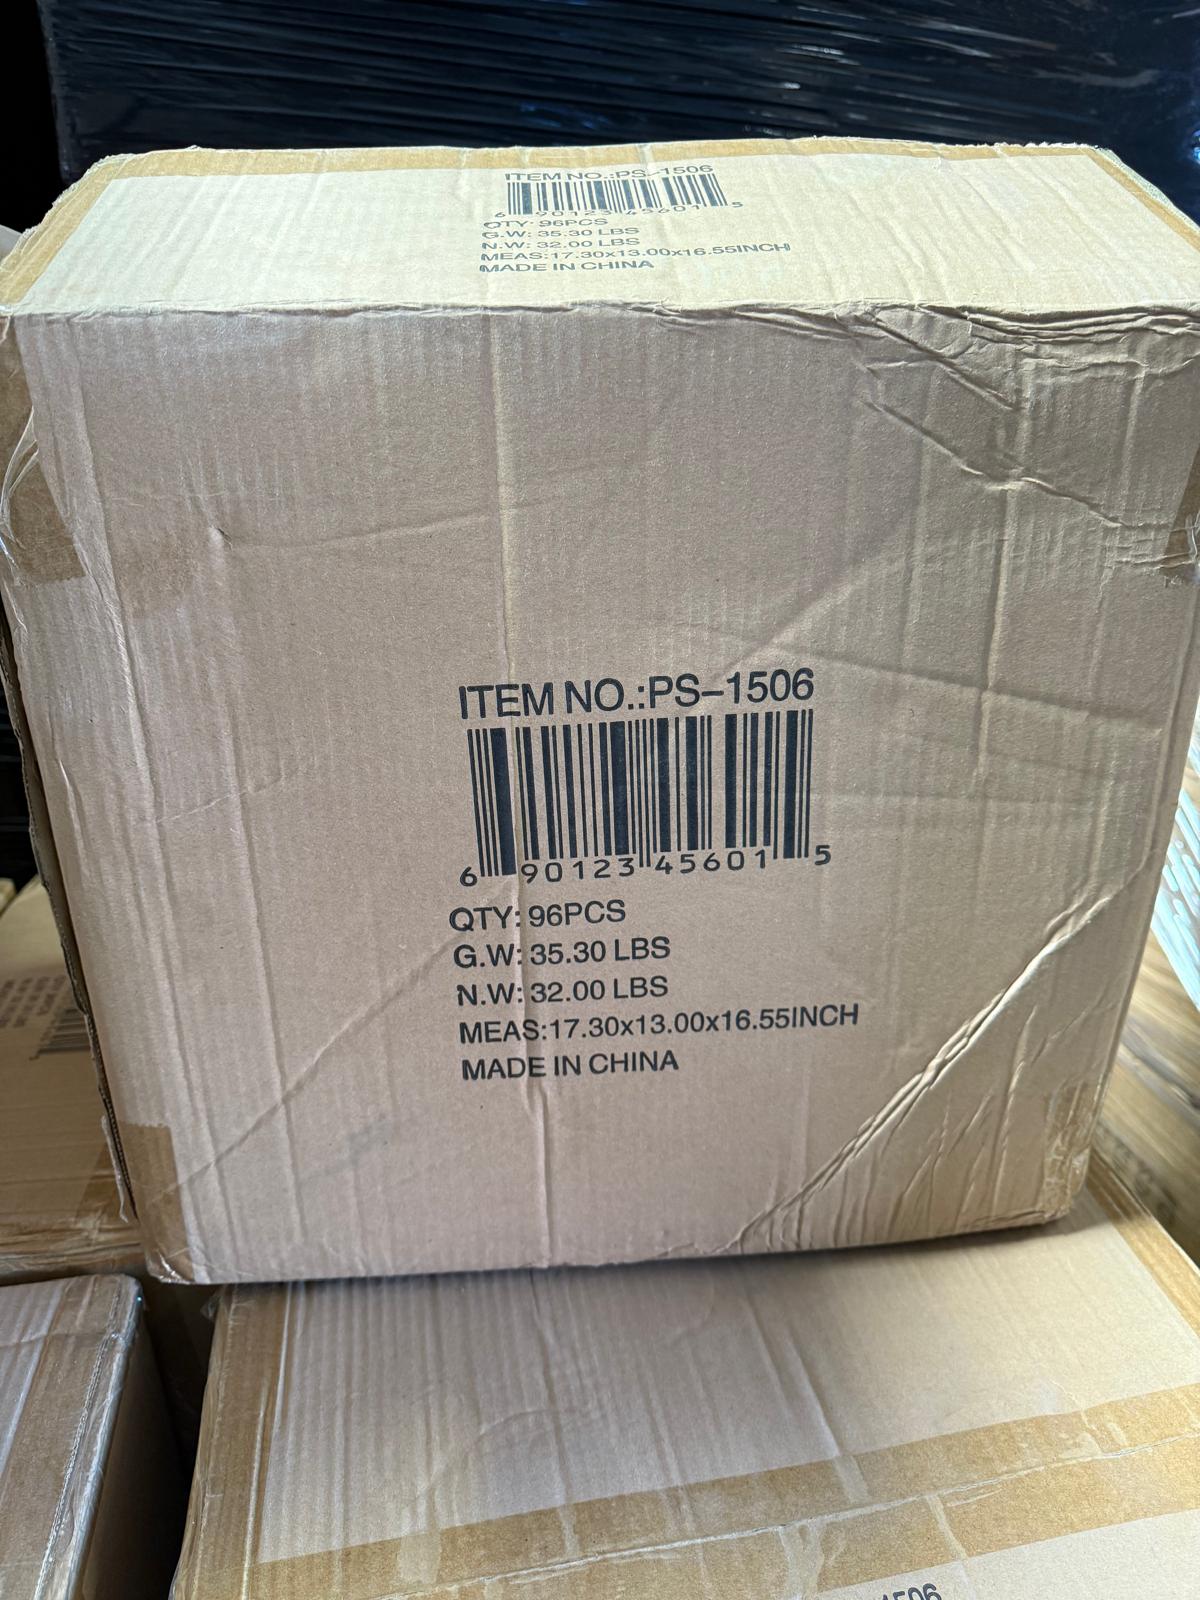 ITEM NO.:PS-1506
6 90123 45601 5
QTY: 96PCS
G.W: 35.30 LBS
N.W: 32.00 LBS
MEAS:17.30x13.00x16.55INCH
MADE IN CHINA
ITEM NO.:PS-1506
6 90123 45601 5
QTY: 96PCS
G.W: 35.30 LBS
N.W: 32.00 LBS
MEAS:17.30x13.00x16.55INCH
MADE IN CHINA
1506